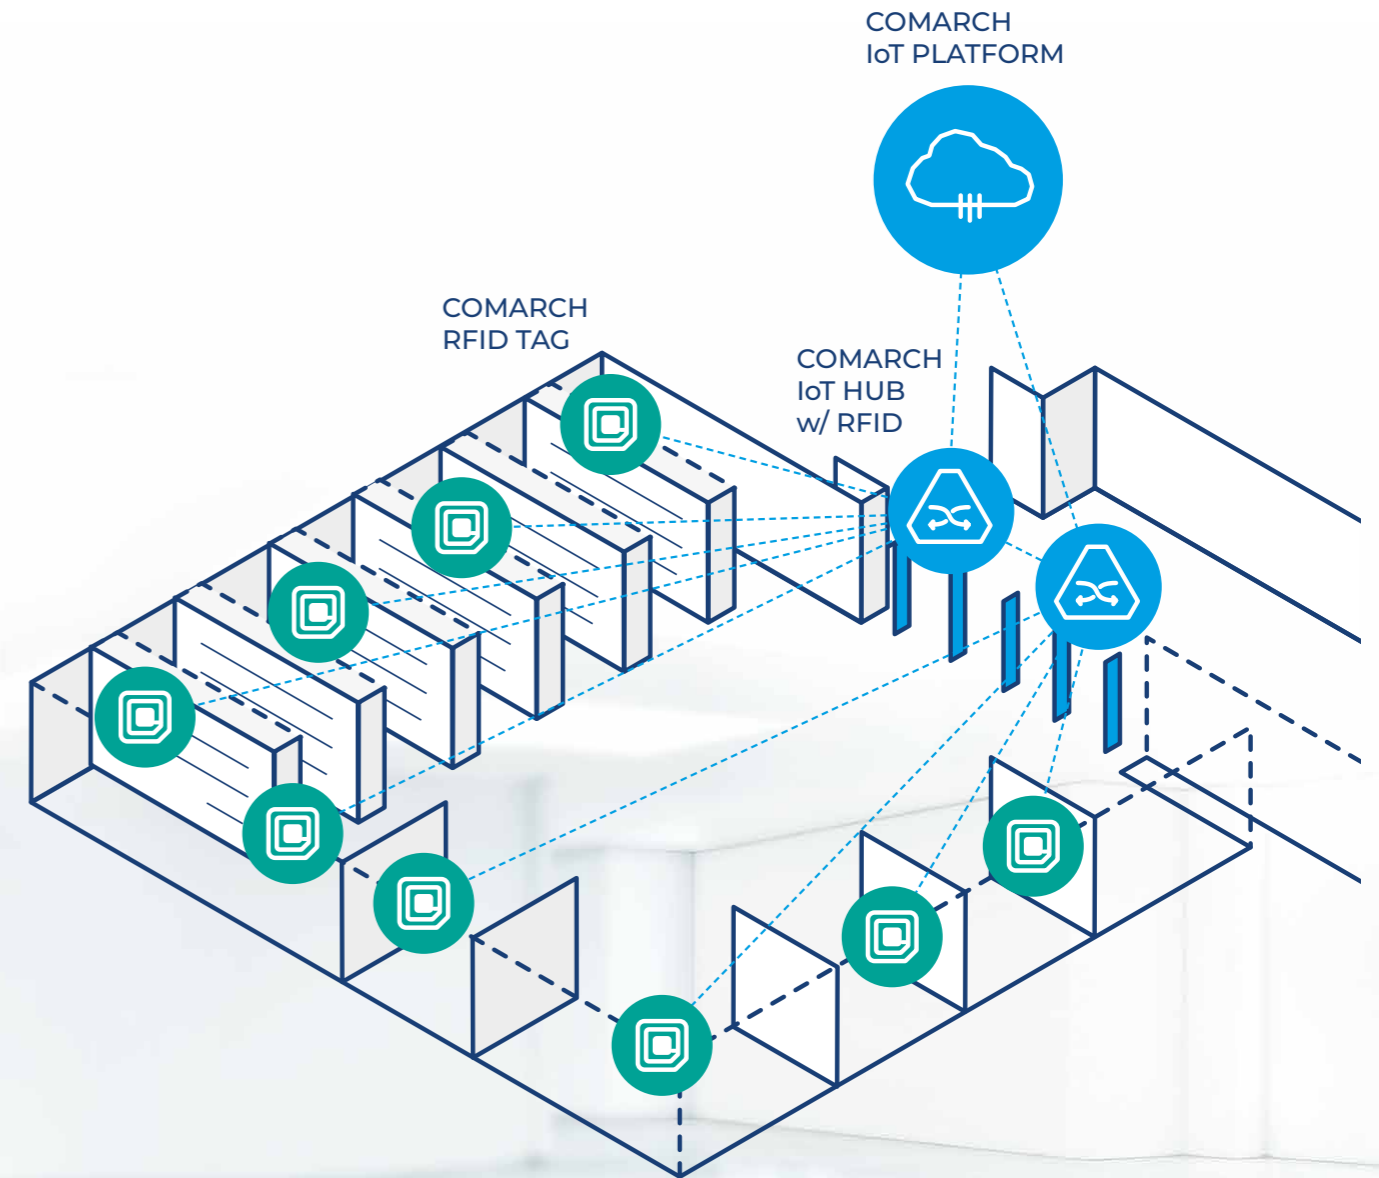 COMARCH
IoT PLATFORM
COMARCH
RFID TAG
COMARCH
IoT HUB
w/ RFID